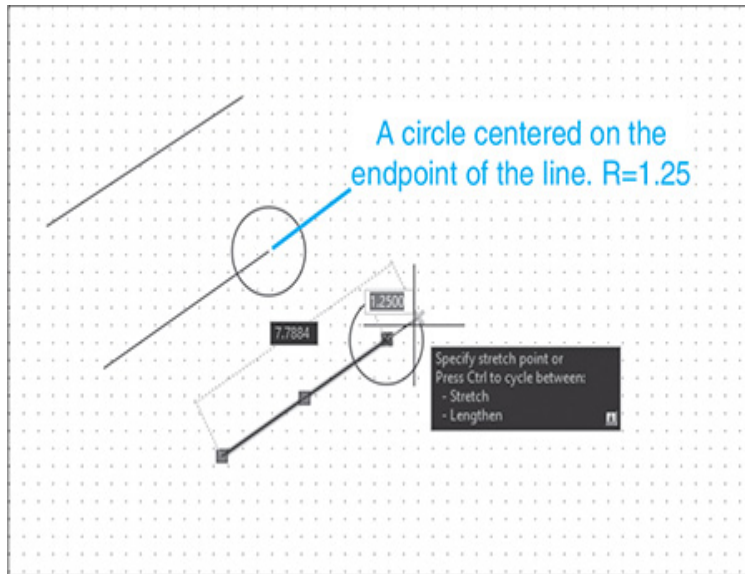 A circle centered on the
endpoint of the line. R=1.25
1.2500
7.7884
Specify stretch point or
Press Ctrl to cycle between:
- Stretch
- Lengthen